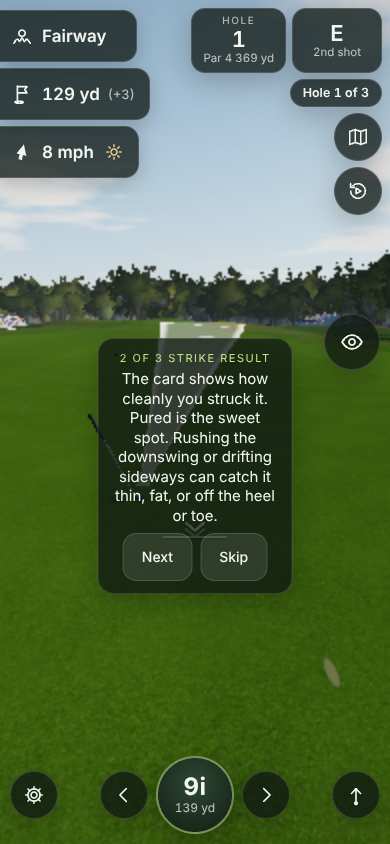 Fairway
129 yd (+3)
8 mph
HOLE
1
Par 4 369 yd
E
2nd shot
Hole 1 of 3
2 OF 3 STRIKE RESULT
The card shows how
cleanly you struck it.
Pured is the sweet
spot. Rushing the
downswing or drifting
sideways can catch it
thin, fat, or off the heel
or toe.
Next
Skip
9i
139 yd